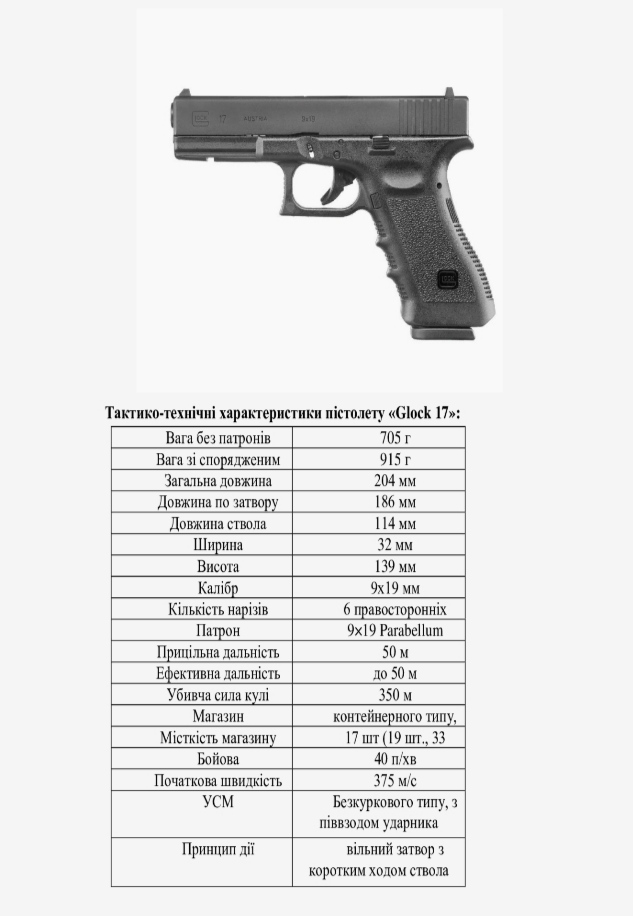 17 AUSTRIA 9x19
Тактико-технічні характеристики пістолету «Glock 17»:
Вага без патронів 705 г
Вага зі спорядженим 915 г
Загальна довжина 204 мм
Довжина по затвору 186 мм
Довжина ствола 114 мм
Ширина 32 мм
Висота 139 мм
Калібр 9х19 мм
Кількість нарізів 6 правосторонніх
Патрон 9×19 Parabellum
Прицільна дальність 50 м
Ефективна дальність до 50 м
Убивча сила кулі 350 м
Магазин контейнерного типу,
Місткість магазину 17 шт (19 шт., 33
Бойова 40 п/хв
Початкова швидкість 375 м/с
УСМ Безкуркового типу, з
піввзодом ударника
Принцип дії вільний затвор з
коротким ходом ствола